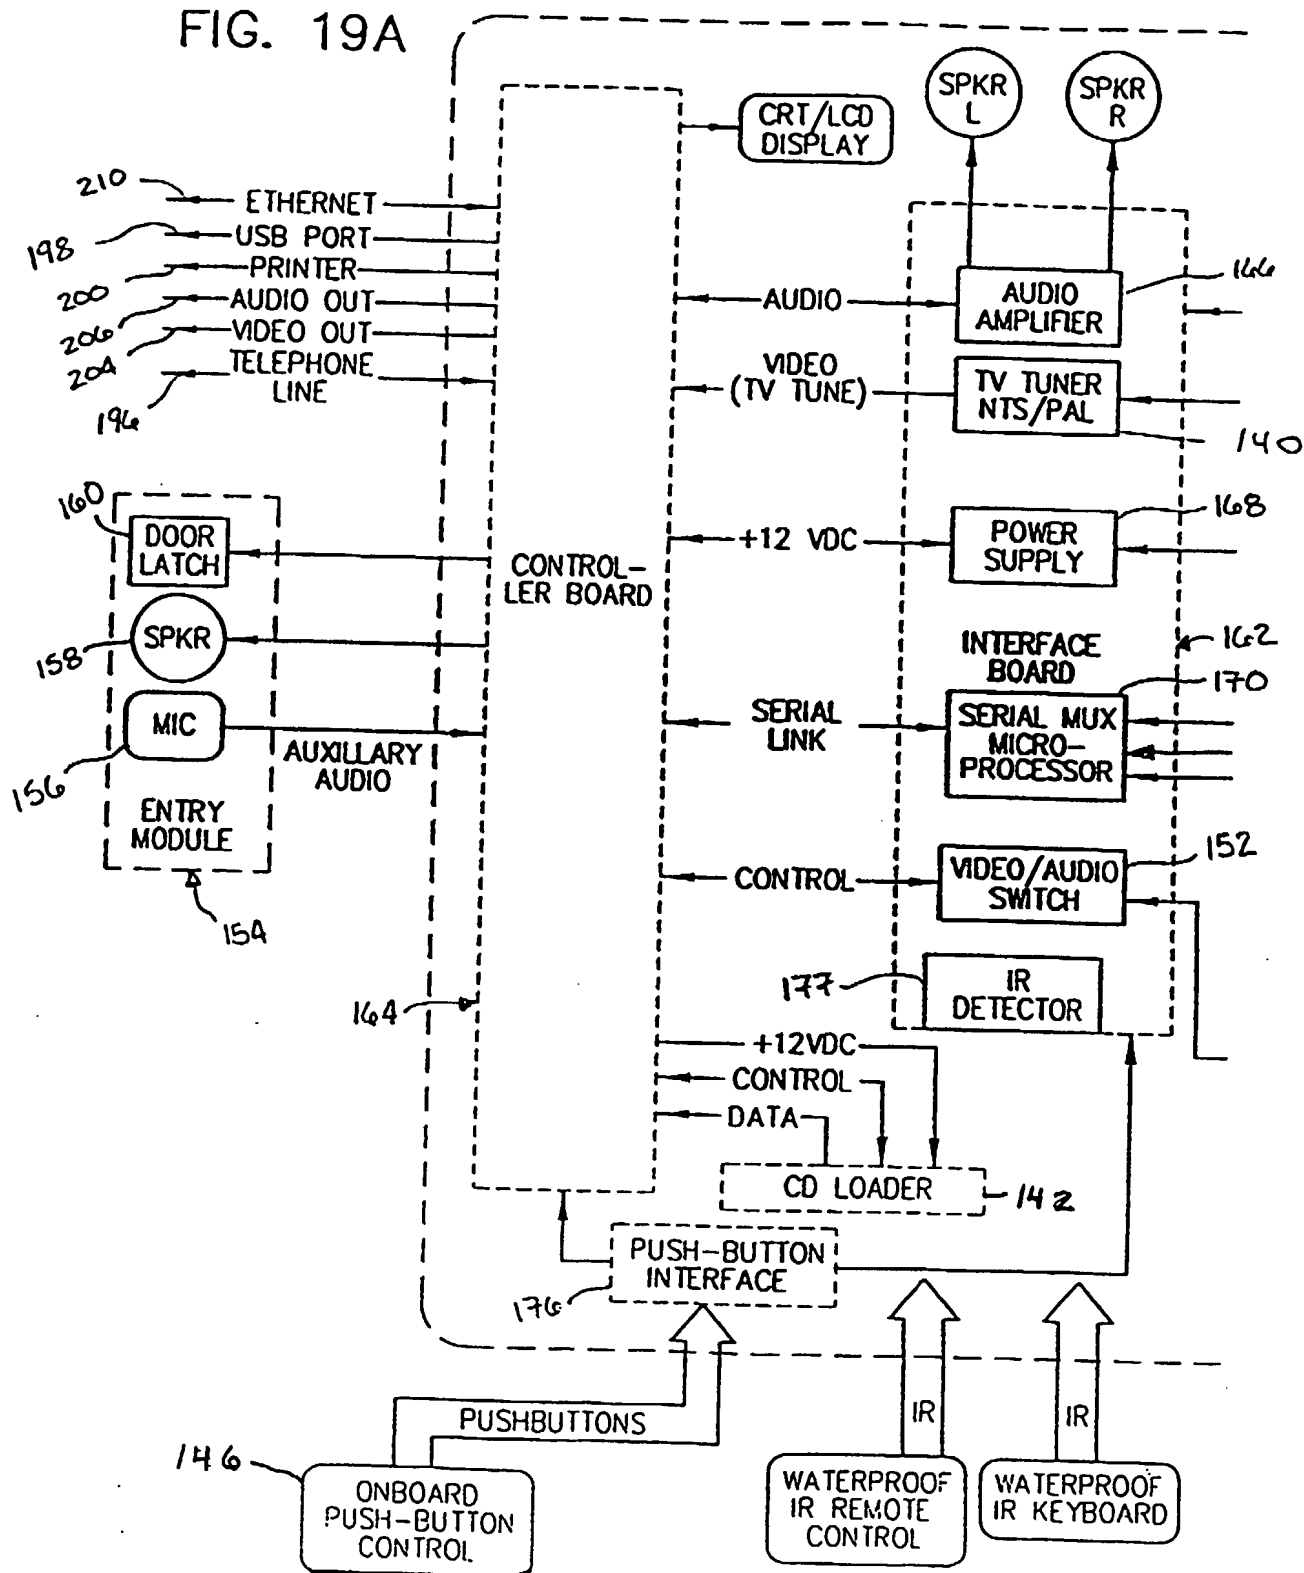 FIG. 19A
SPKR
L
SPKR
R
CRT/LCD
DISPLAY
210
ETHERNET
198
USB PORT
200
PRINTER
206
AUDIO OUT
204
VIDEO OUT
196
TELEPHONE
LINE
AUDIO
AUDIO
AMPLIFIER
166
VIDEO
(TV TUNE)
TV TUNER
NTS/PAL
140
160
DOOR
LATCH
+12 VDC
POWER
SUPPLY
168
CONTROL-
LER BOARD
158
SPKR
INTERFACE
BOARD
162
170
156
MIC
AUXILLARY
AUDIO
SERIAL
LINK
SERIAL MUX
MICRO-
PROCESSOR
ENTRY
MODULE
154
CONTROL
VIDEO/AUDIO
SWITCH
152
177
IR
DETECTOR
164
+12VDC
CONTROL
DATA
CD LOADER
142
PUSH-BUTTON
INTERFACE
176
PUSHBUTTONS
IR
IR
146
ONBOARD
PUSH-BUTTON
CONTROL
WATERPROOF
IR REMOTE
CONTROL
WATERPROOF
IR KEYBOARD